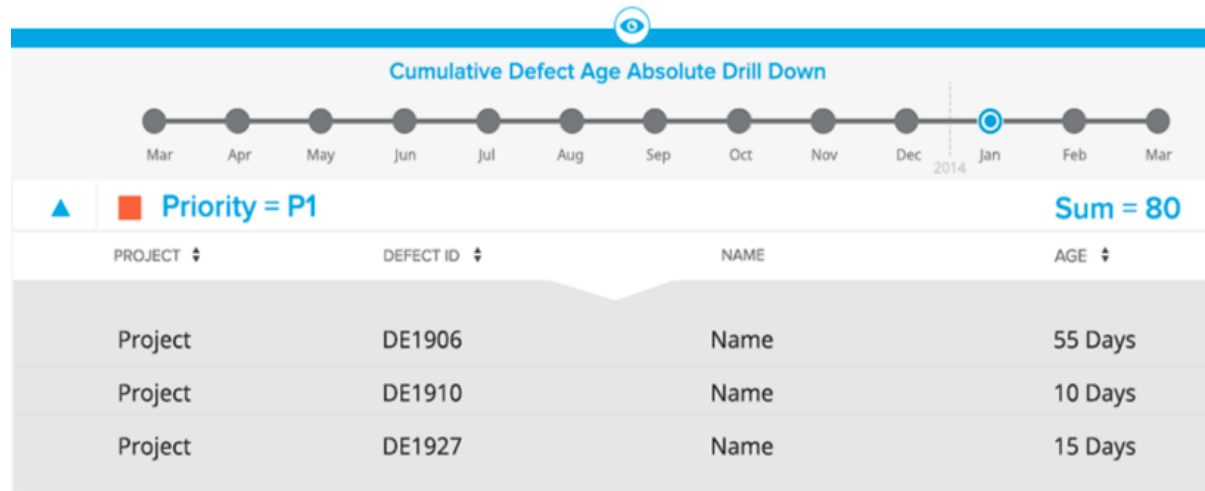 Cumulative Defect Age Absolute Drill Down
Mar Apr May Jun Jul Aug Sep Oct Nov Dec 2014 Jan Feb Mar
Priority = P1 Sum = 80
PROJECT DEFECT ID NAME AGE
Project DE1906 Name 55 Days
Project DE1910 Name 10 Days
Project DE1927 Name 15 Days